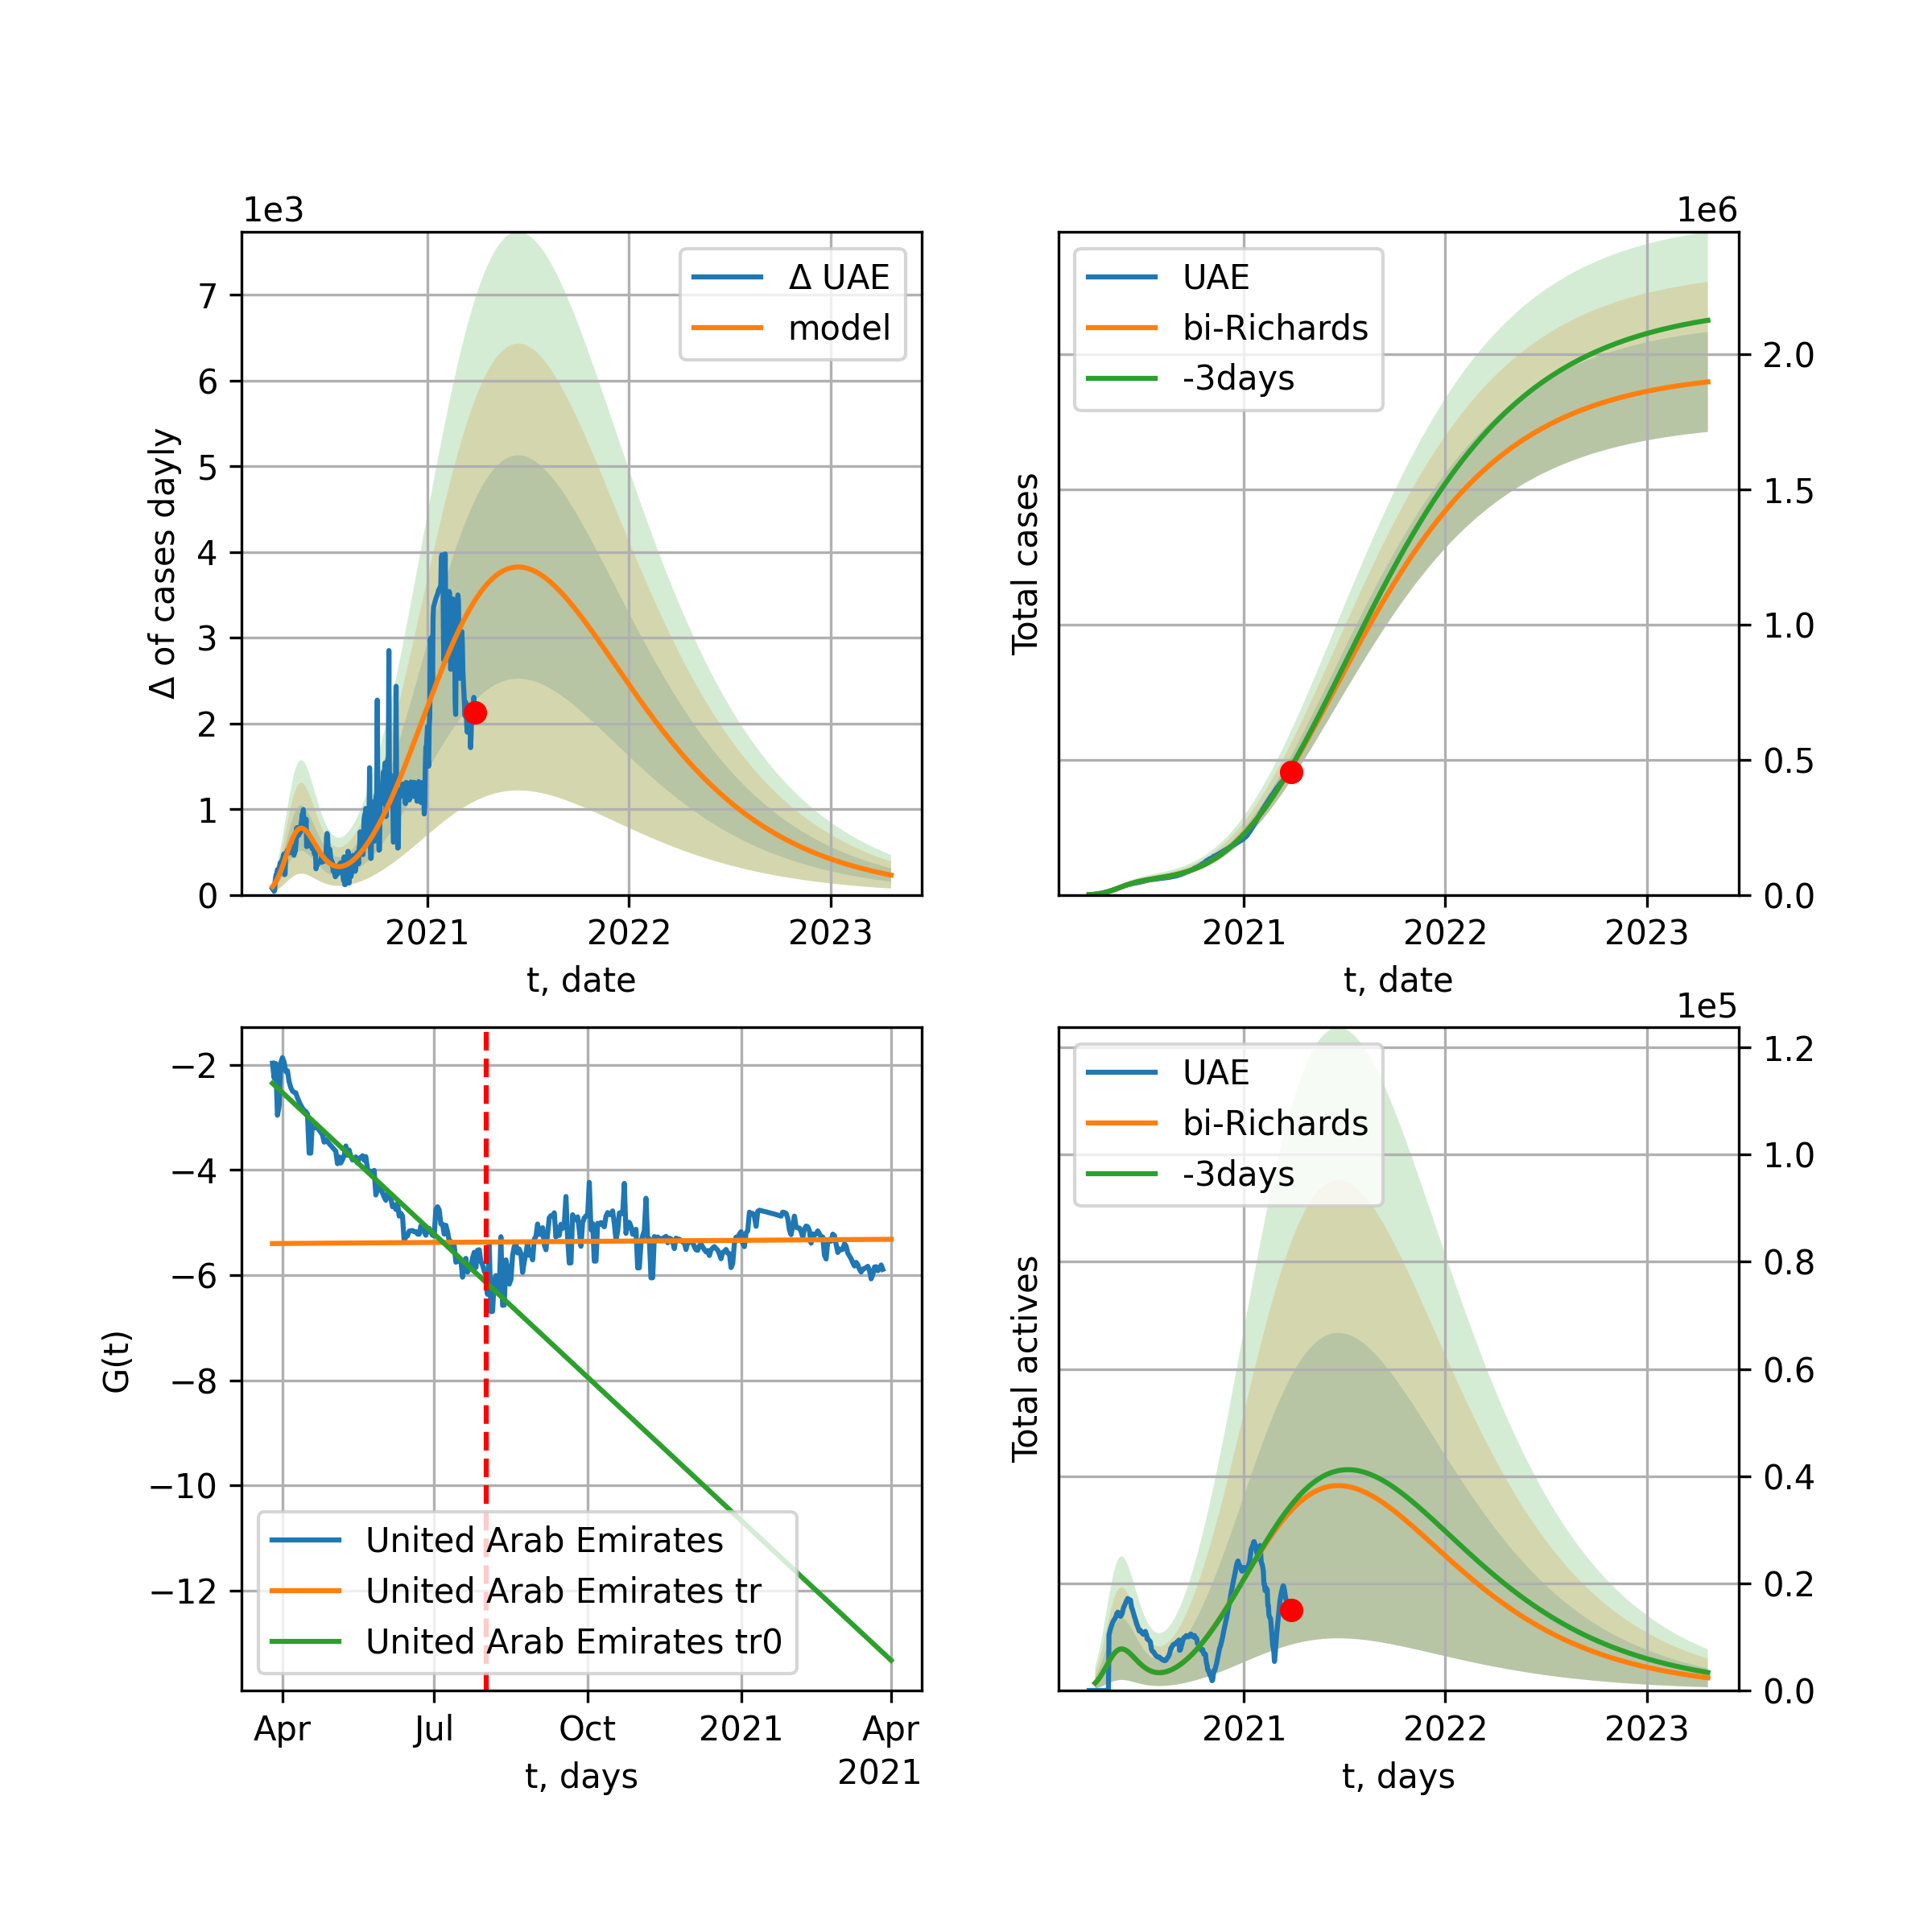 1e3
Δ of cases dayly
7
6
5
4
3
2
1
0
Δ UAE
model
2021
2022
2023
t, date
1e6
Total cases
UAE
bi-Richards
-3days
2.0
1.5
1.0
0.5
0.0
2021
2022
2023
t, date
G(t)
−2
−4
−6
−8
−10
−12
United Arab Emirates
United Arab Emirates tr
United Arab Emirates tr0
Apr
Jul
Oct
2021
Apr
2021
t, days
1e5
Total actives
UAE
bi-Richards
-3days
1.2
1.0
0.8
0.6
0.4
0.2
0.0
2021
2022
2023
t, days